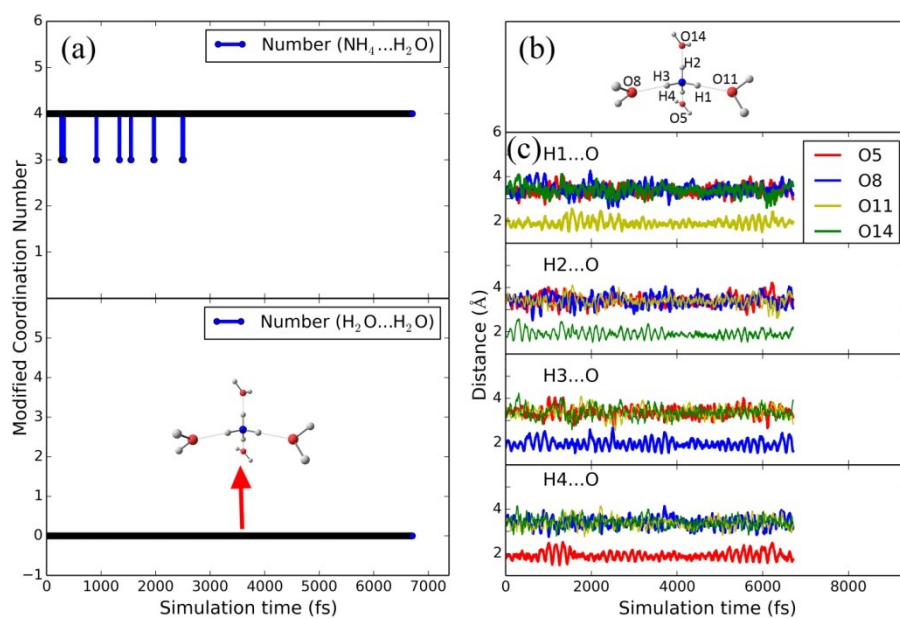 (a)
Number (NH₄...H₂O)
6
5
4
3
2
1
Number (H₂O...H₂O)
5
4
3
2
1
0
−1
Modified Coordination Number
0 1000 2000 3000 4000 5000 6000 7000
Simulation time (fs)
(b)
O14
H2
O8 H3 O11
H4 H1
O5
6
(c) H1...O
O5
O8
O11
O14
4
2
H2...O
4
2
H3...O
4
2
H4...O
4
2
Distance (Å)
0 2000 4000 6000 8000
Simulation time (fs)